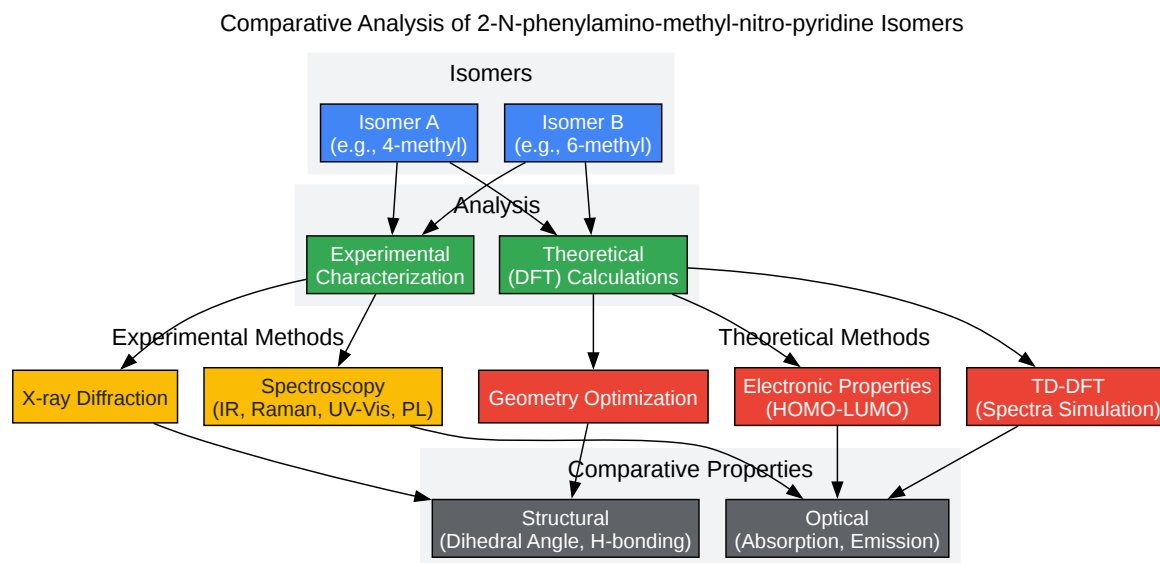 Comparative Analysis of 2-N-phenylamino-methyl-nitro-pyridine Isomers
Isomers
Isomer A
(e.g., 4-methyl)
Isomer B
(e.g., 6-methyl)
Analysis
Experimental
Characterization
Theoretical
(DFT) Calculations
Experimental Methods
Theoretical Methods
X-ray Diffraction
Spectroscopy
(IR, Raman, UV-Vis, PL)
Geometry Optimization
Electronic Properties
(HOMO-LUMO)
TD-DFT
(Spectra Simulation)
Comparative Properties
Structural
(Dihedral Angle, H-bonding)
Optical
(Absorption, Emission)